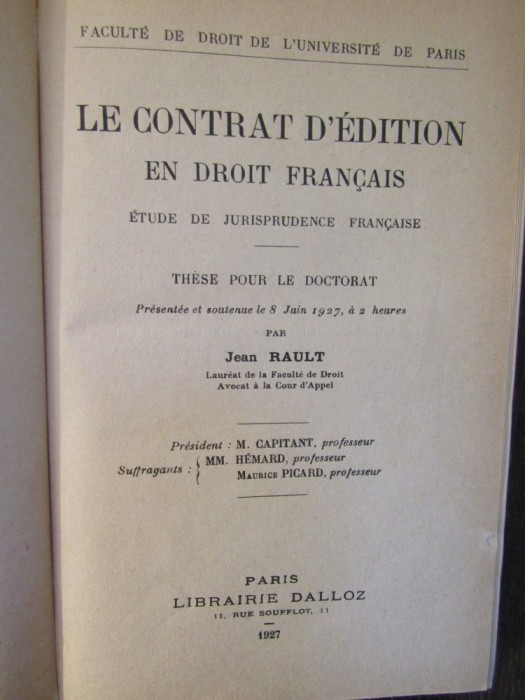 FACULTÉ DE DROIT DE L'UNIVERSITÉ DE PARIS
LE CONTRAT D'ÉDITION
EN DROIT FRANÇAIS
ÉTUDE DE JURISPRUDENCE FRANÇAISE
THÈSE POUR LE DOCTORAT
Présentée et soutenue le 8 Juin 1927, à 2 heures
PAR
Jean RAULT
Lauréat de la Faculté de Droit
Avocat à la Cour d'Appel
Président : M. CAPITANT, professeur
Suffragants : { MM. HÉMARD, professeur
Maurice PICARD, professeur
PARIS
LIBRAIRIE DALLOZ
11, RUE SOUFFLOT, 11
1927